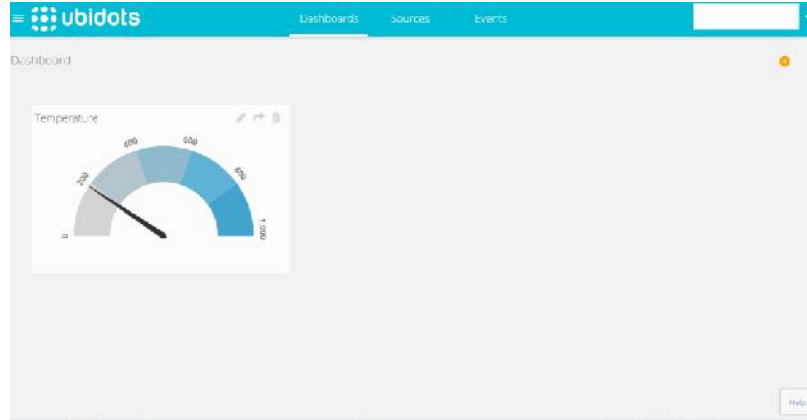 ubidots Dashboards Sources Events
Dashboard
Temperature
400 600
200 800
0 1,000
Help